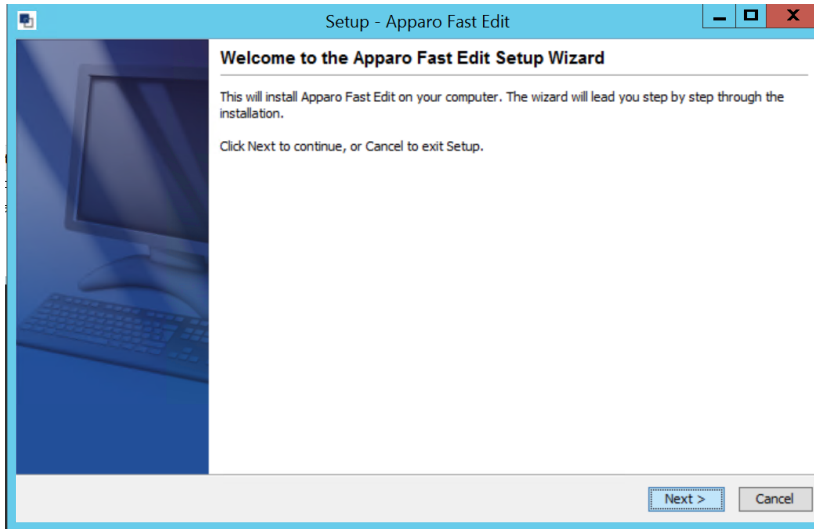 Setup - Apparo Fast Edit
Welcome to the Apparo Fast Edit Setup Wizard
This will install Apparo Fast Edit on your computer. The wizard will lead you step by step through the
installation.
Click Next to continue, or Cancel to exit Setup.
Next >
Cancel